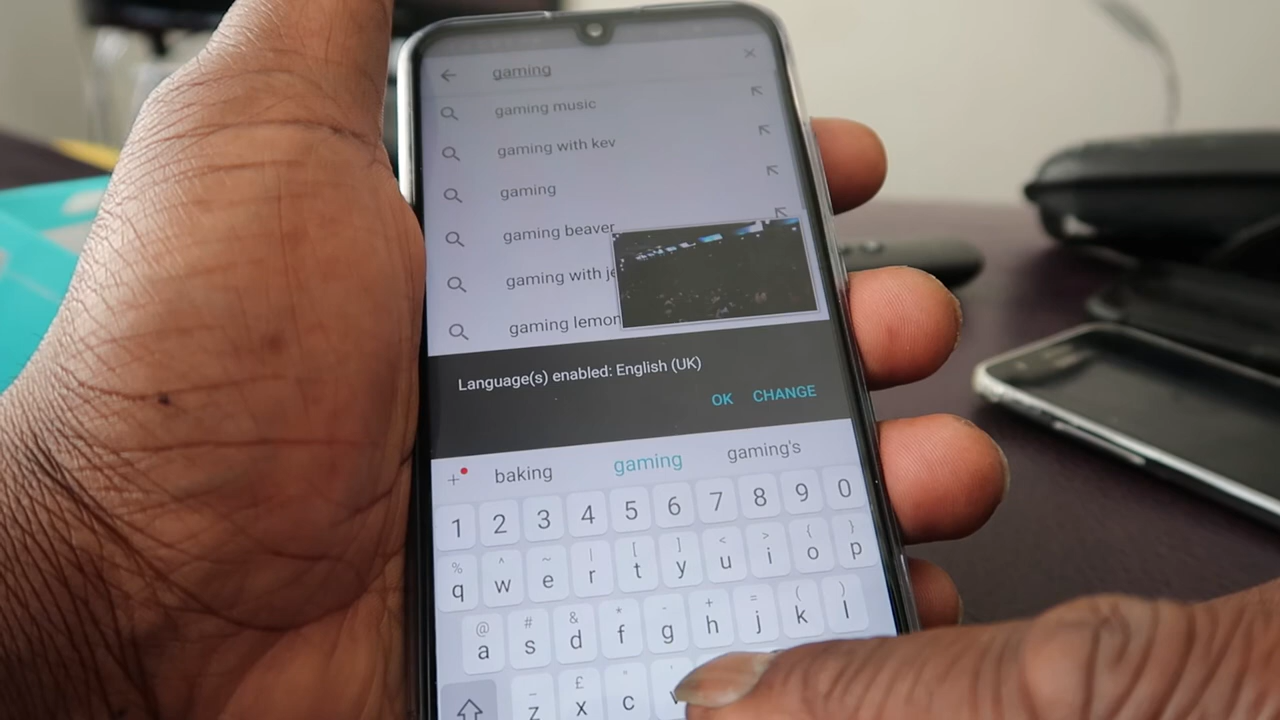 gaming
gaming music
gaming with kev
gaming
gaming beaver
gaming with je
gaming lemon
Language(s) enabled: English (UK)
OK CHANGE
+ baking gaming gaming's
1 2 3 4 5 6 7 8 9 0
% ^ ~ | [ ] < > { }
q w e r t y u i o p
@ # & * - + = ( )
a s d f g h j k l
_ £ "
z x c